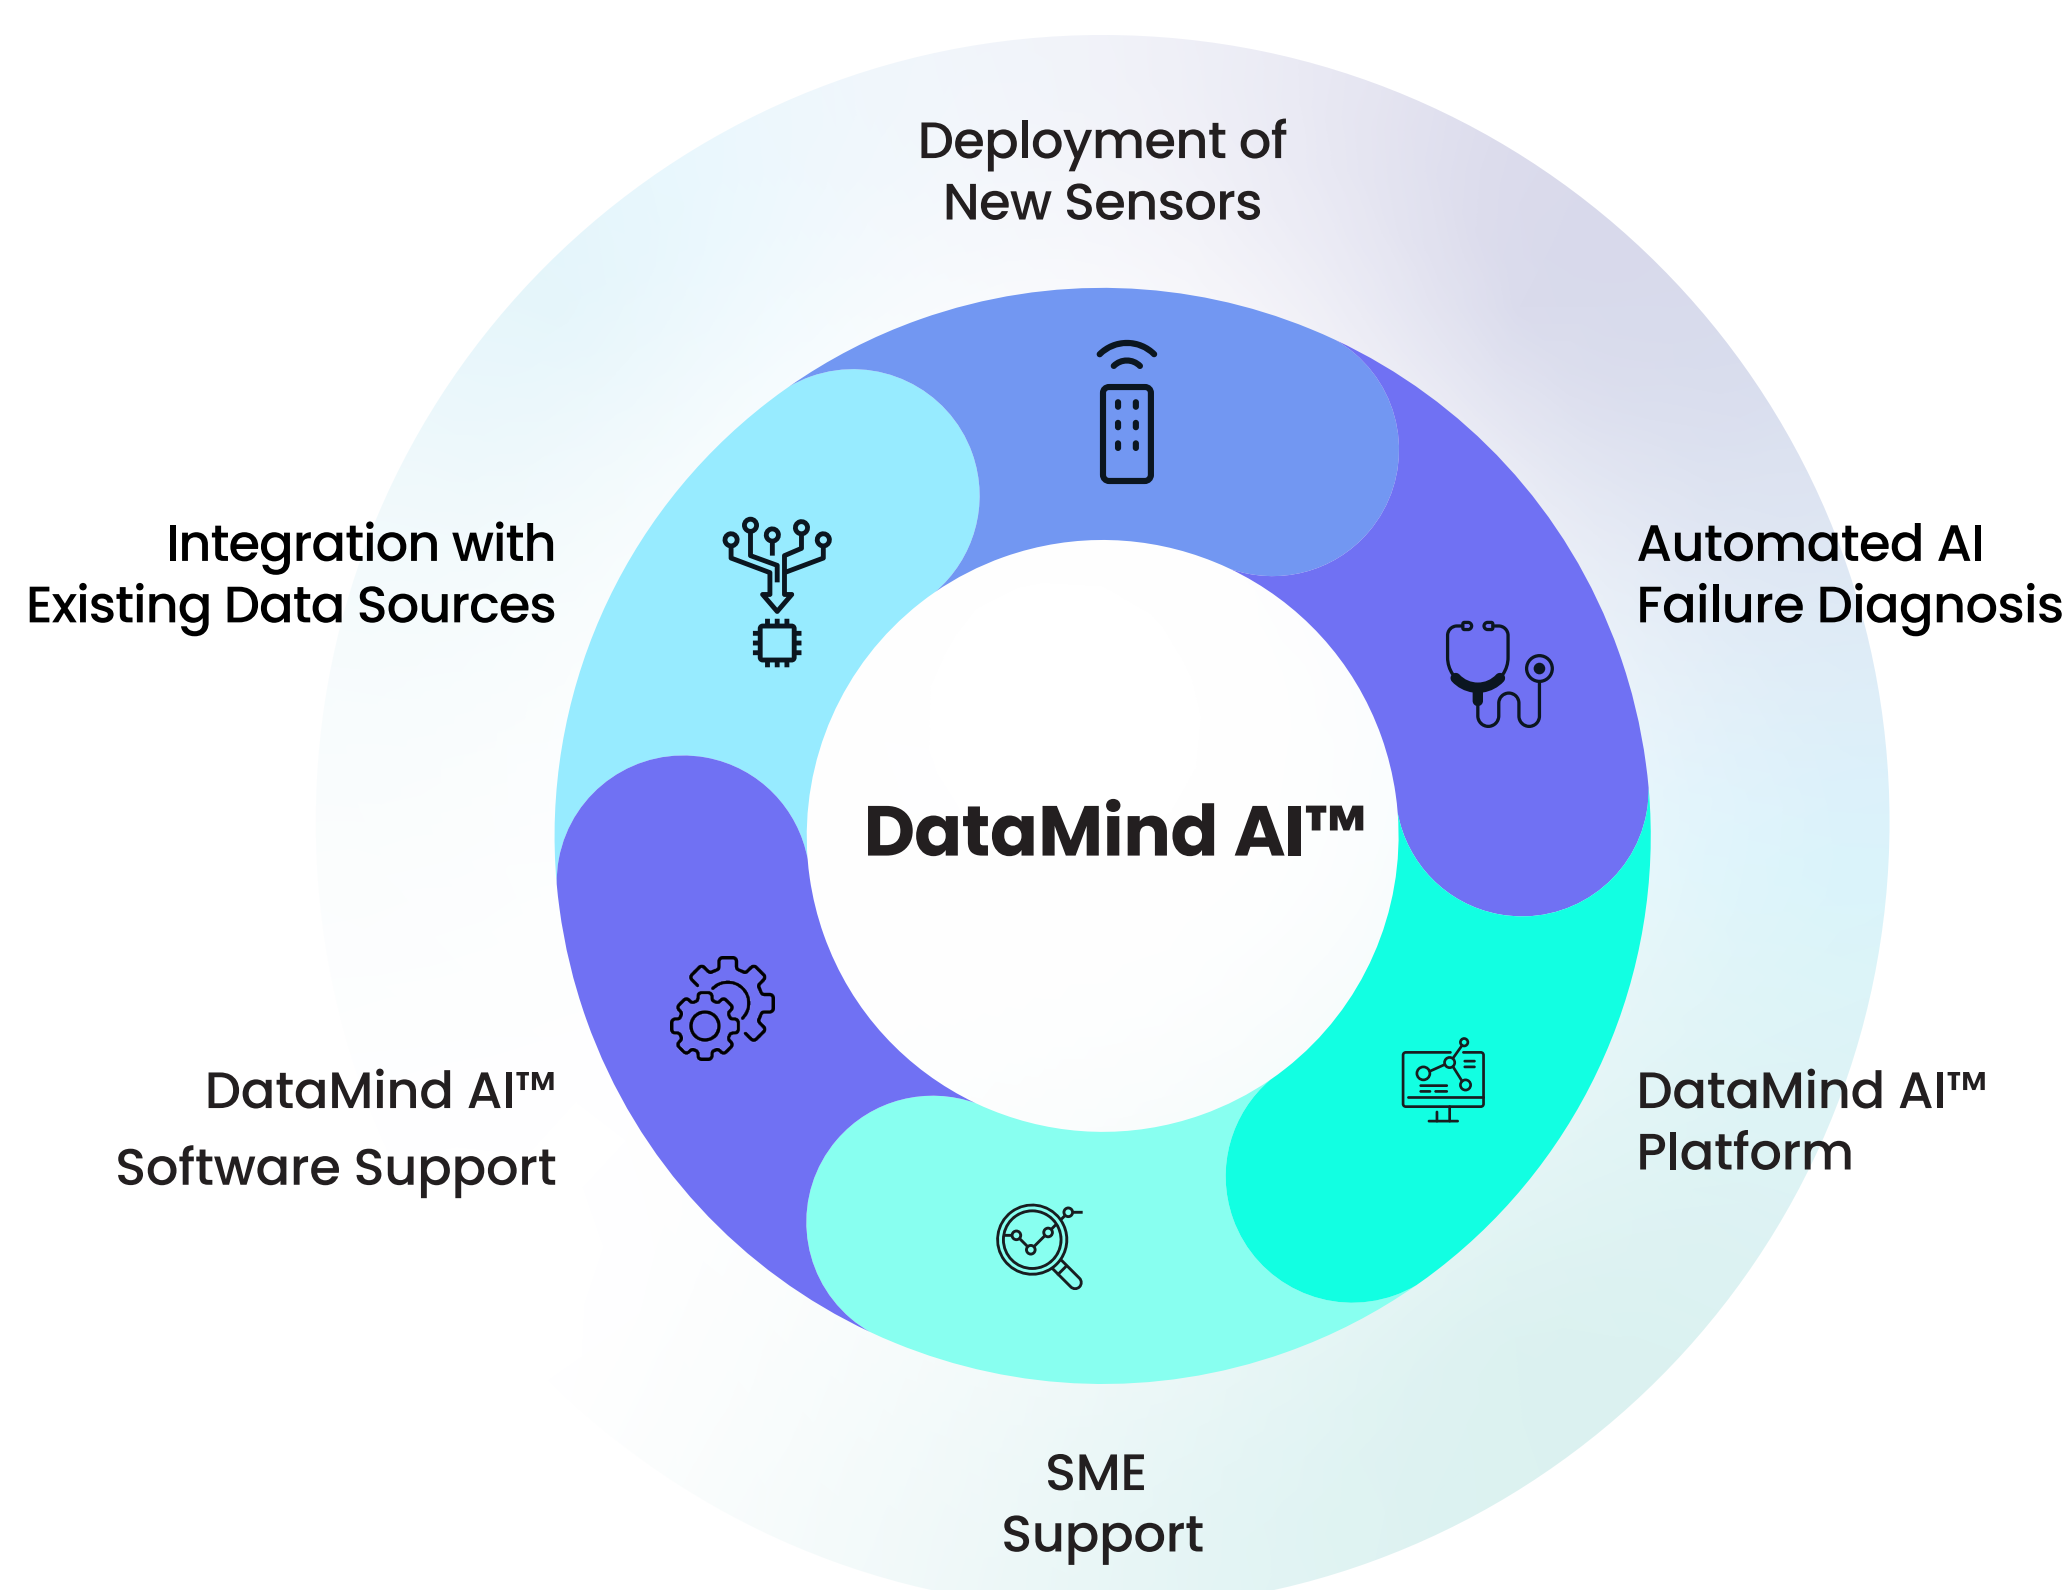 Deployment of
New Sensors
Integration with
Existing Data Sources
Automated AI
Failure Diagnosis
DataMind AI™
DataMind AI™
Software Support
DataMind AI™
Platform
SME
Support